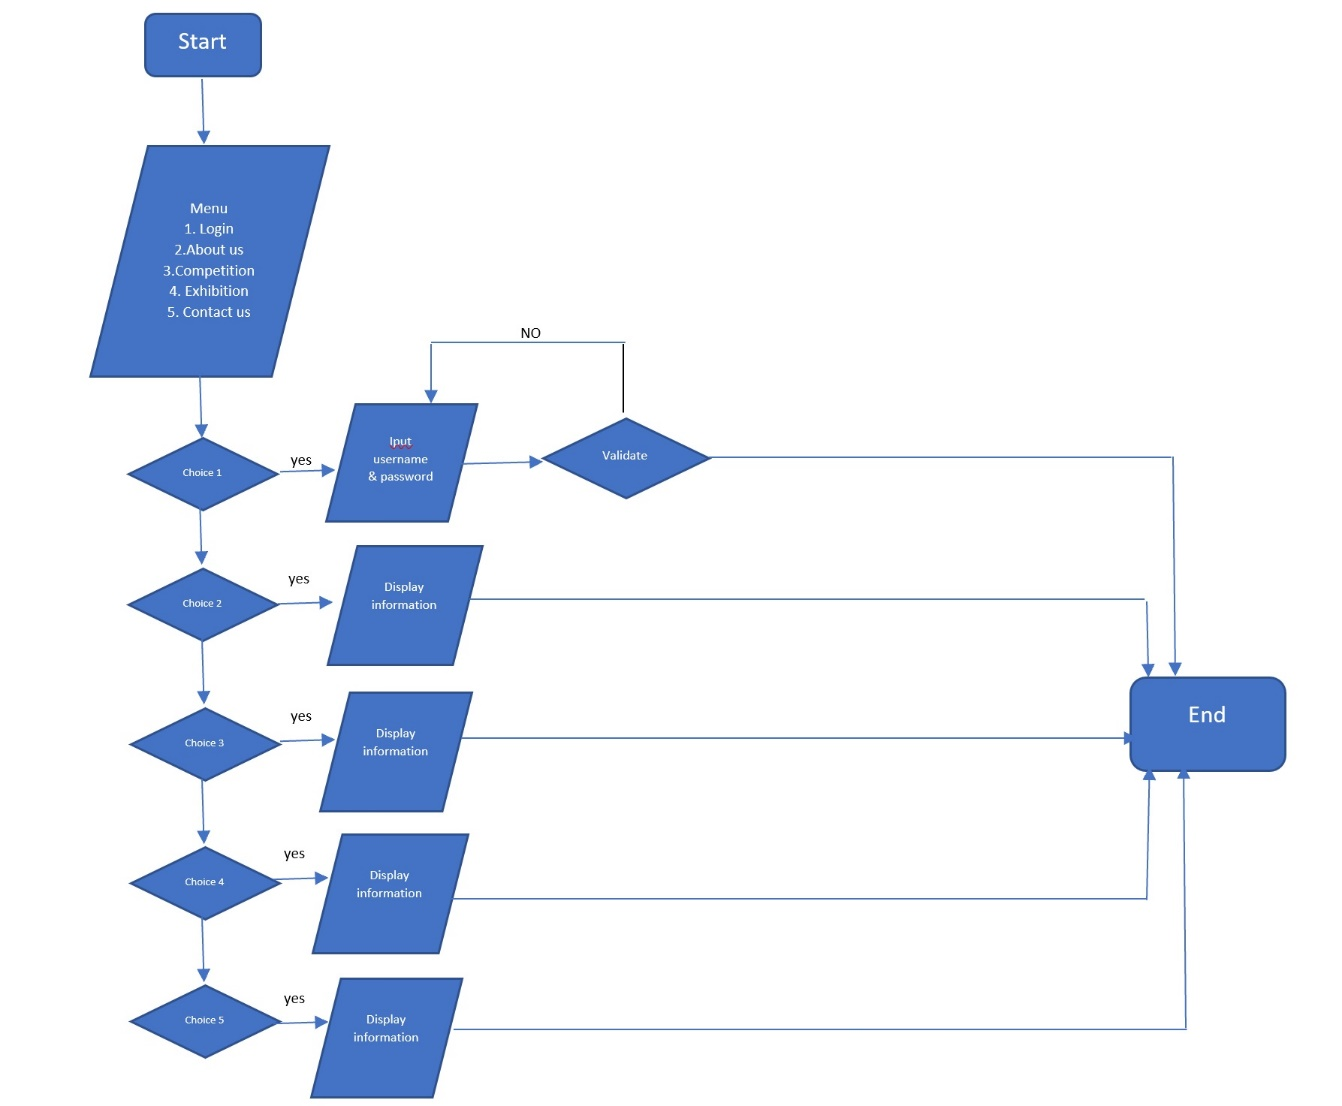 Start
Menu
1. Login
2.About us
3.Competition
4. Exhibition
5. Contact us
NO
Choice 1
yes
Iput
username
& password
Validate
Choice 2
yes
Display
information
Choice 3
yes
Display
information
End
Choice 4
yes
Display
information
Choice 5
yes
Display
information